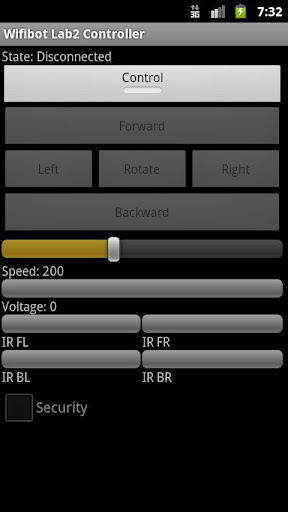 3G 7:32
Wifibot Lab2 Controller
State: Disconnected
Control
Forward
Left Rotate Right
Backward
Speed: 200
Voltage: 0
IR FL IR FR
IR BL IR BR
Security